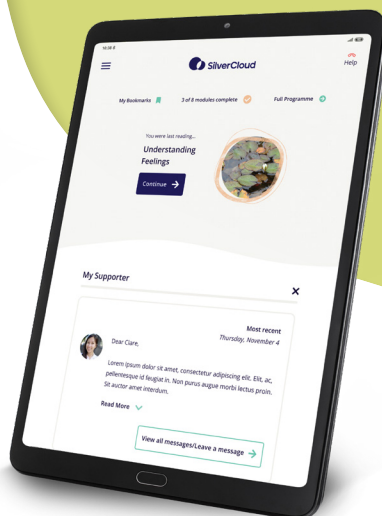 10:30
SilverCloud
Help
My Bookmarks
3 of 8 modules complete
Full Programme
You were last reading...
Understanding
Feelings
Continue
My Supporter
Most recent
Thursday, November 4
Dear Clare,
Lorem ipsum dolor sit amet, consectetur adipiscing elit. Elit, ac,
pellentesque id feugiat in. Non purus augue morbi lectus proin.
Sit auctor amet interdum.
Read More
View all messages/Leave a message